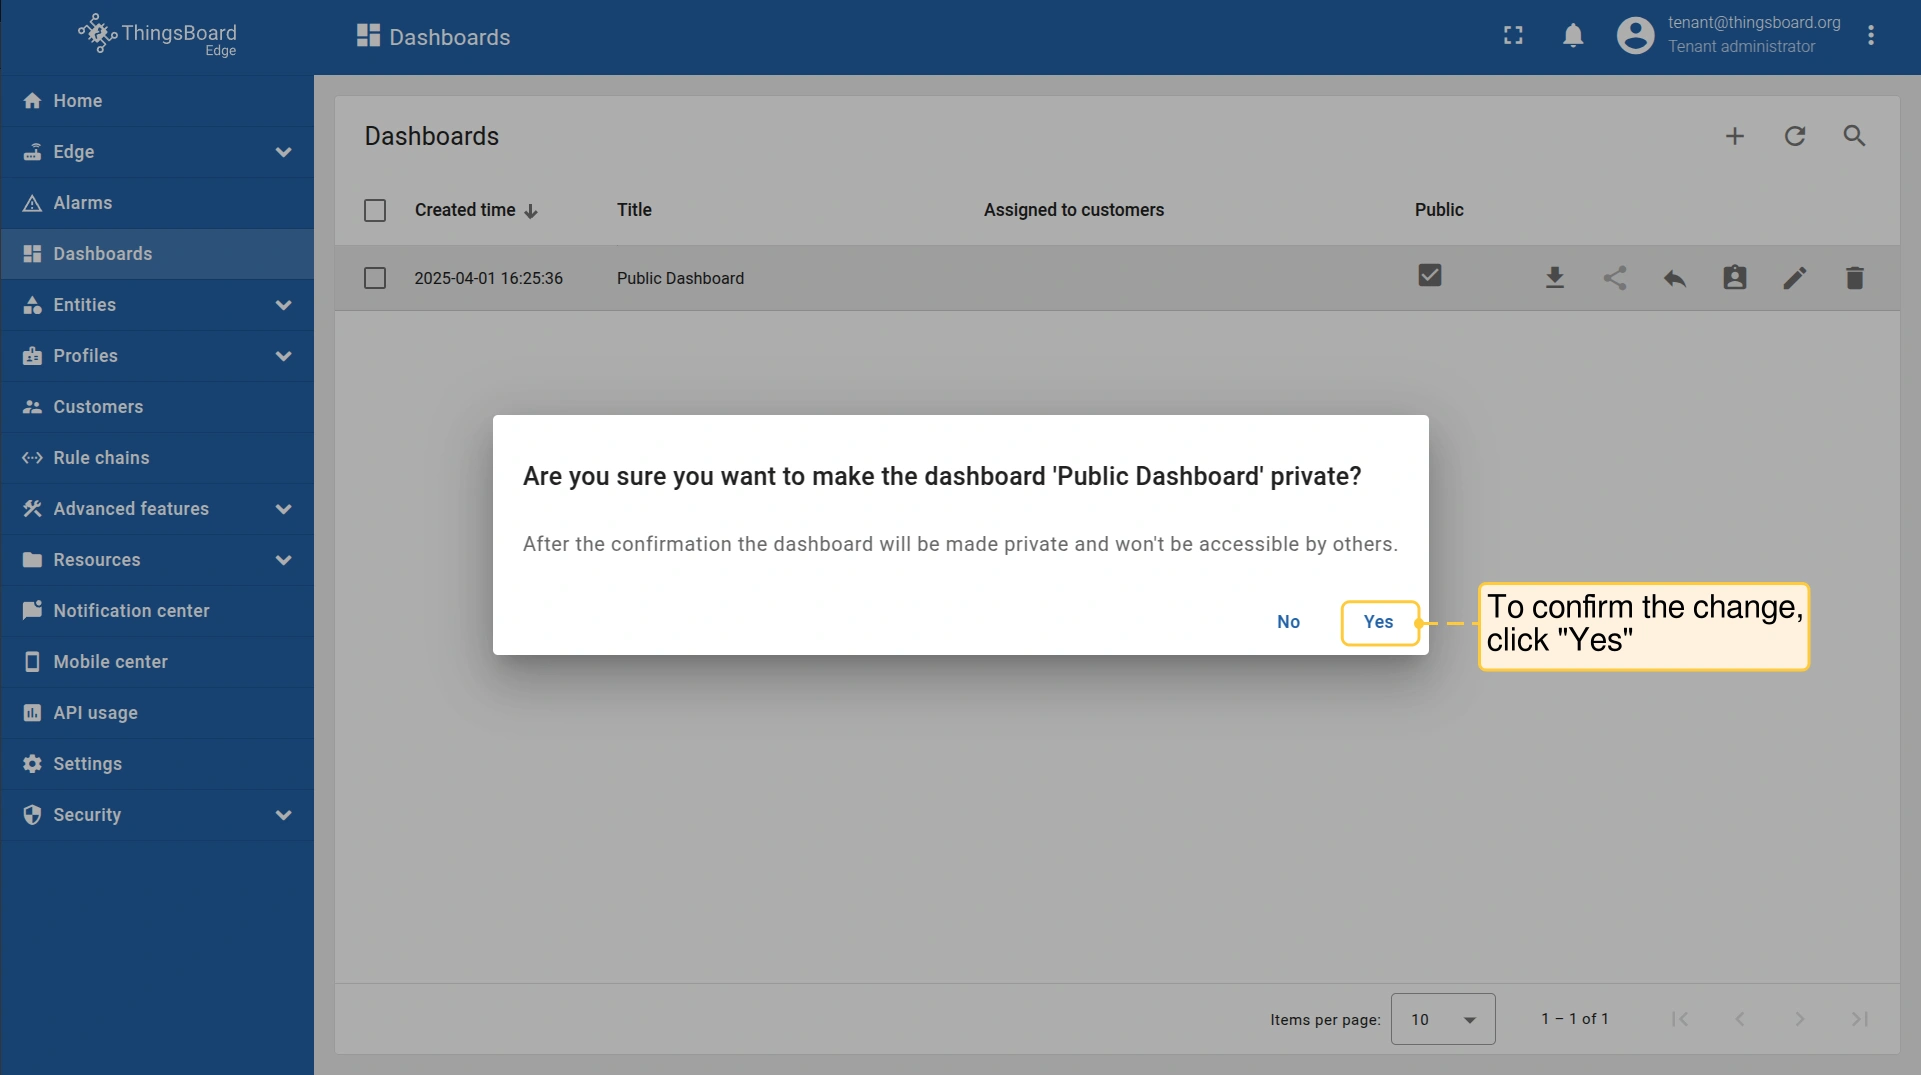 ThingsBoard
Edge
Dashboards
tenant@thingsboard.org
Tenant administrator
Home
Edge
Alarms
Dashboards
Entities
Profiles
Customers
Rule chains
Advanced features
Resources
Notification center
Mobile center
API usage
Settings
Security
Dashboards
Created time Title Assigned to customers Public
2025-04-01 16:25:36 Public Dashboard
Are you sure you want to make the dashboard 'Public Dashboard' private?
After the confirmation the dashboard will be made private and won't be accessible by others.
No Yes
To confirm the change,
click "Yes"
Items per page: 10 1 – 1 of 1